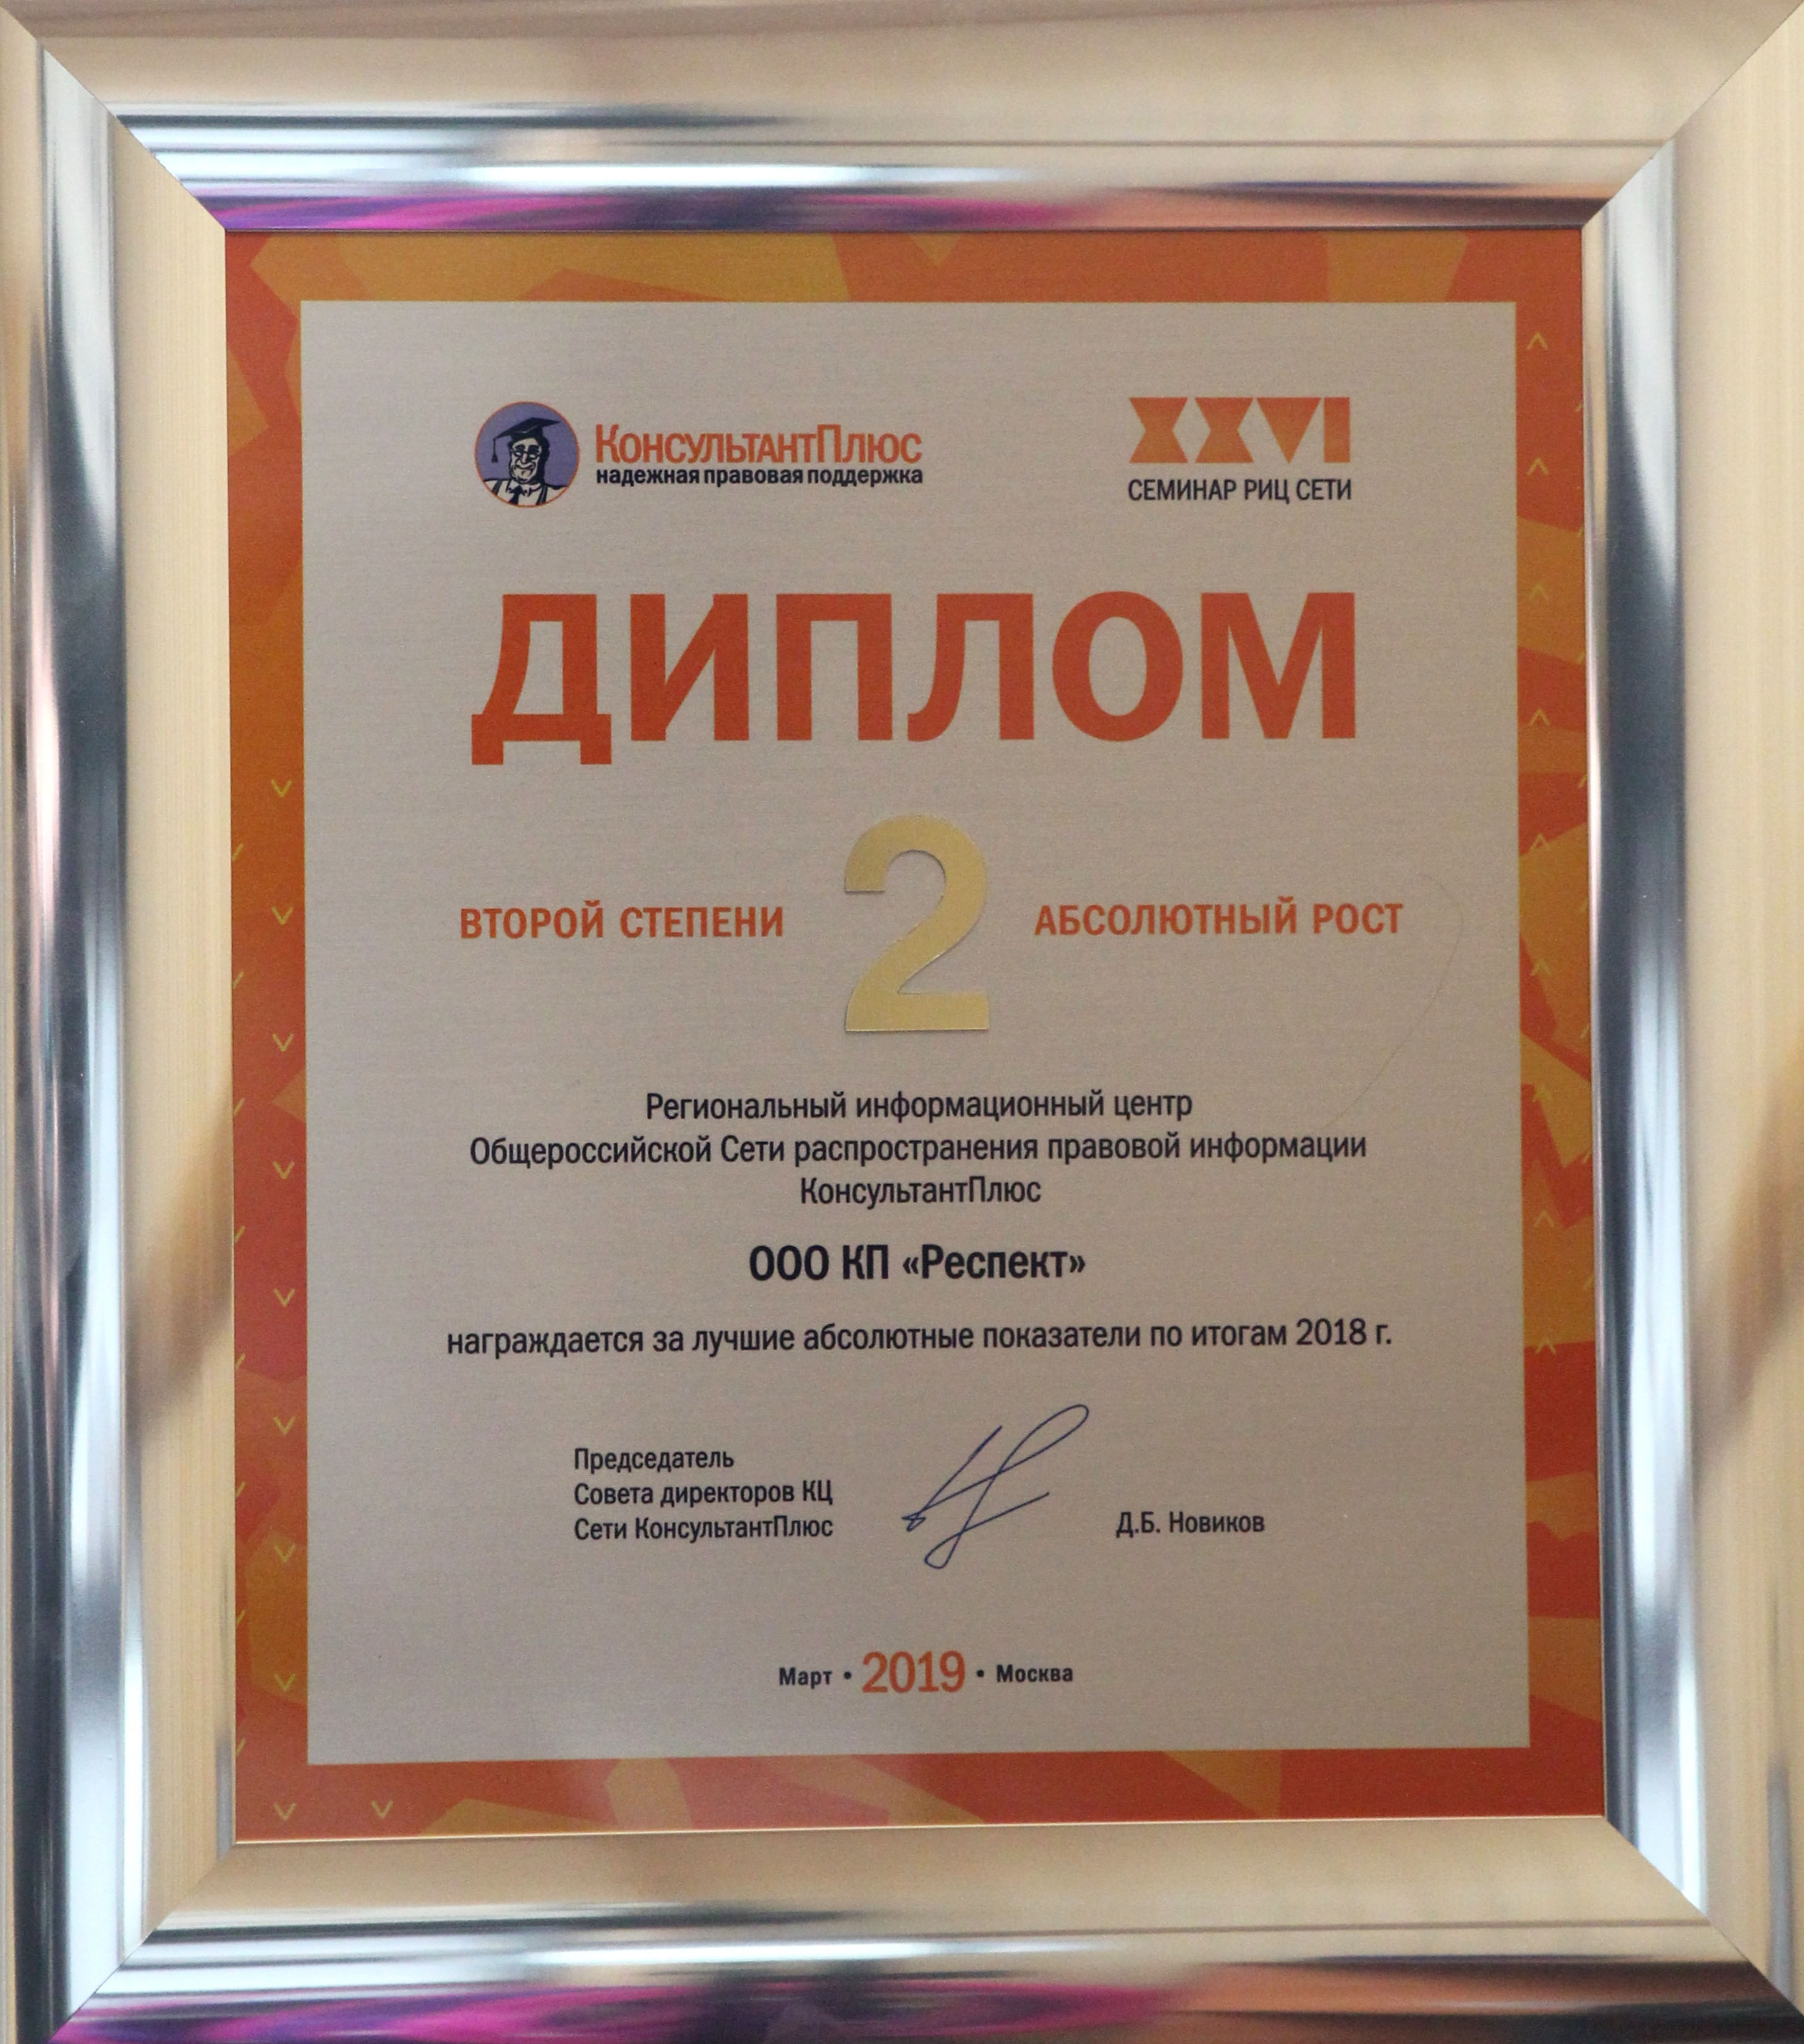 КонсультантПлюс
надежная правовая поддержка
XXVI
СЕМИНАР РИЦ СЕТИ
ДИПЛОМ
ВТОРОЙ СТЕПЕНИ 2 АБСОЛЮТНЫЙ РОСТ
Региональный информационный центр
Общероссийской Сети распространения правовой информации
КонсультантПлюс
ООО КП «Респект»
награждается за лучшие абсолютные показатели по итогам 2018 г.
Председатель
Совета директоров КЦ
Сети КонсультантПлюс Д.Б. Новиков
Март • 2019 • Москва